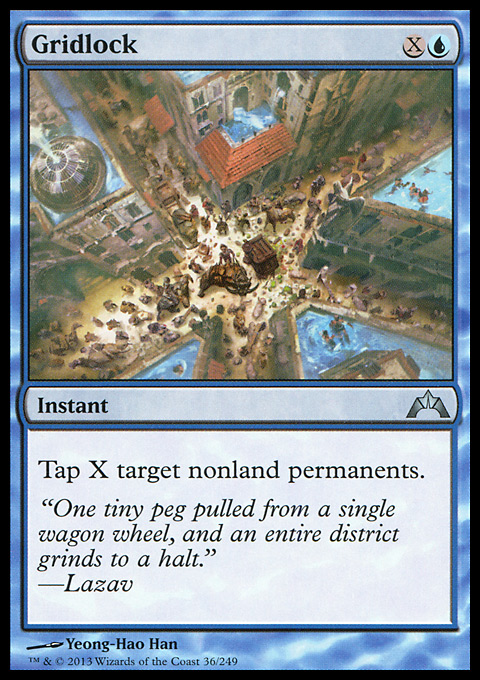 Gridlock
X
Instant
Tap X target nonland permanents.
“One tiny peg pulled from a single
wagon wheel, and an entire district
grinds to a halt.”
—Lazav
Yeong-Hao Han
™ & © 2013 Wizards of the Coast 36/249